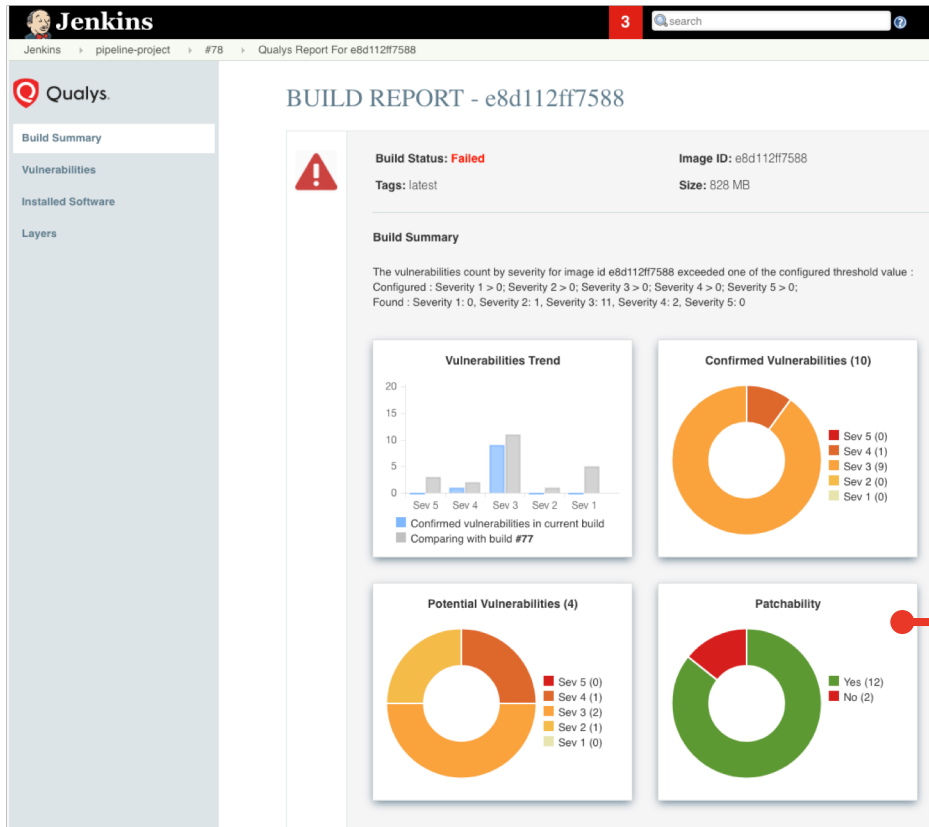 Jenkins
3
search
?
Jenkins pipeline-project #78 Qualys Report For e8d112ff7588
Qualys.
Build Summary
Vulnerabilities
Installed Software
Layers
BUILD REPORT - e8d112ff7588
Build Status: Failed
Image ID: e8d112ff7588
Tags: latest
Size: 828 MB
Build Summary
The vulnerabilities count by severity for image id e8d112ff7588 exceeded one of the configured threshold value :
Configured : Severity 1 > 0; Severity 2 > 0; Severity 3 > 0; Severity 4 > 0; Severity 5 > 0;
Found : Severity 1: 0, Severity 2: 1, Severity 3: 11, Severity 4: 2, Severity 5: 0
Vulnerabilities Trend
20
15
10
5
0
Sev 5 Sev 4 Sev 3 Sev 2 Sev 1
Confirmed vulnerabilities in current build
Comparing with build #77
Confirmed Vulnerabilities (10)
Sev 5 (0)
Sev 4 (1)
Sev 3 (9)
Sev 2 (0)
Sev 1 (0)
Potential Vulnerabilities (4)
Sev 5 (0)
Sev 4 (1)
Sev 3 (2)
Sev 2 (1)
Sev 1 (0)
Patchability
Yes (12)
No (2)